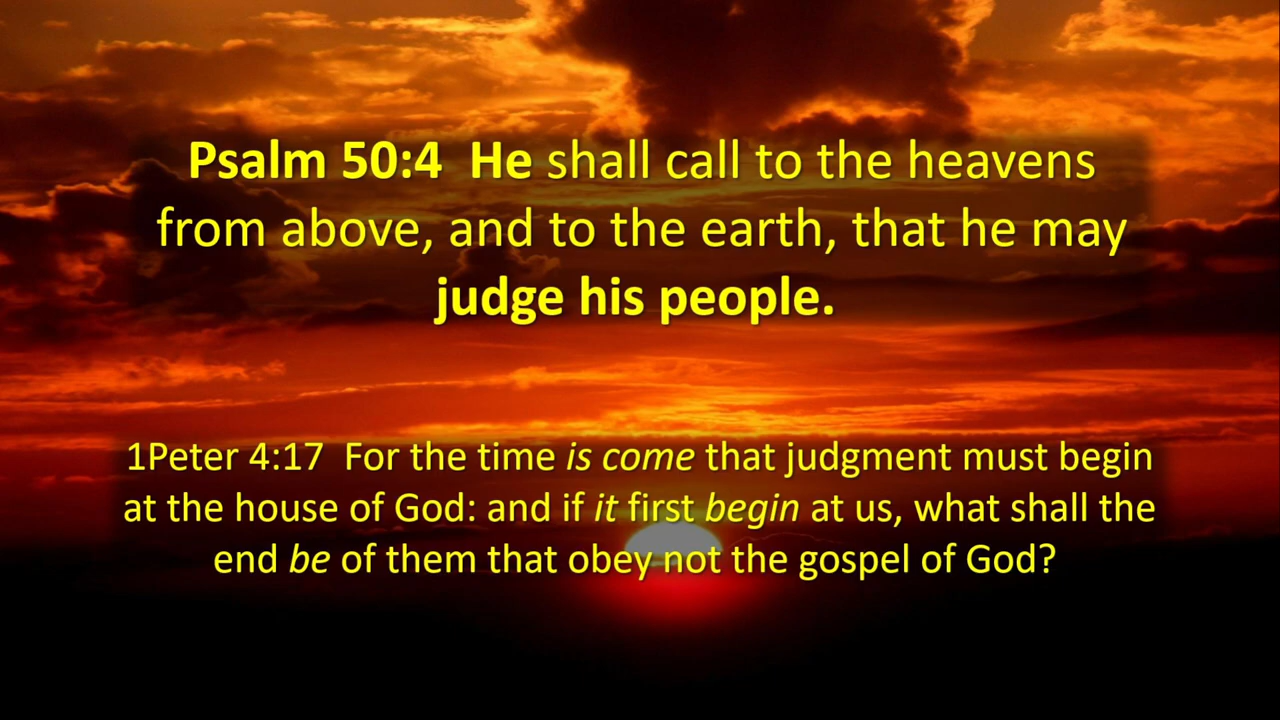 Psalm 50:4  He shall call to the heavens
from above, and to the earth, that he may
judge his people.
1Peter 4:17  For the time is come that judgment must begin
at the house of God: and if it first begin at us, what shall the
end be of them that obey not the gospel of God?